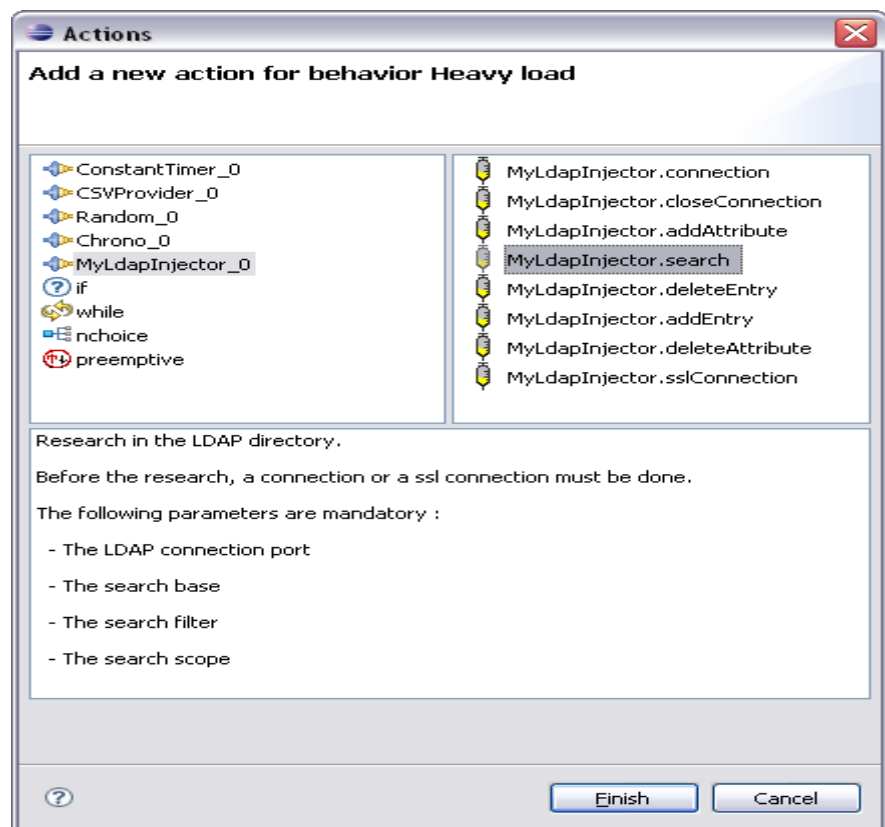 Actions
Add a new action for behavior Heavy load
ConstantTimer_0
CSVProvider_0
Random_0
Chrono_0
MyLdapInjector_0
if
while
nchoice
preemptive
MyLdapInjector.connection
MyLdapInjector.closeConnection
MyLdapInjector.addAttribute
MyLdapInjector.search
MyLdapInjector.deleteEntry
MyLdapInjector.addEntry
MyLdapInjector.deleteAttribute
MyLdapInjector.sslConnection
Research in the LDAP directory.
Before the research, a connection or a ssl connection must be done.
The following parameters are mandatory :
- The LDAP connection port
- The search base
- The search filter
- The search scope
Finish
Cancel